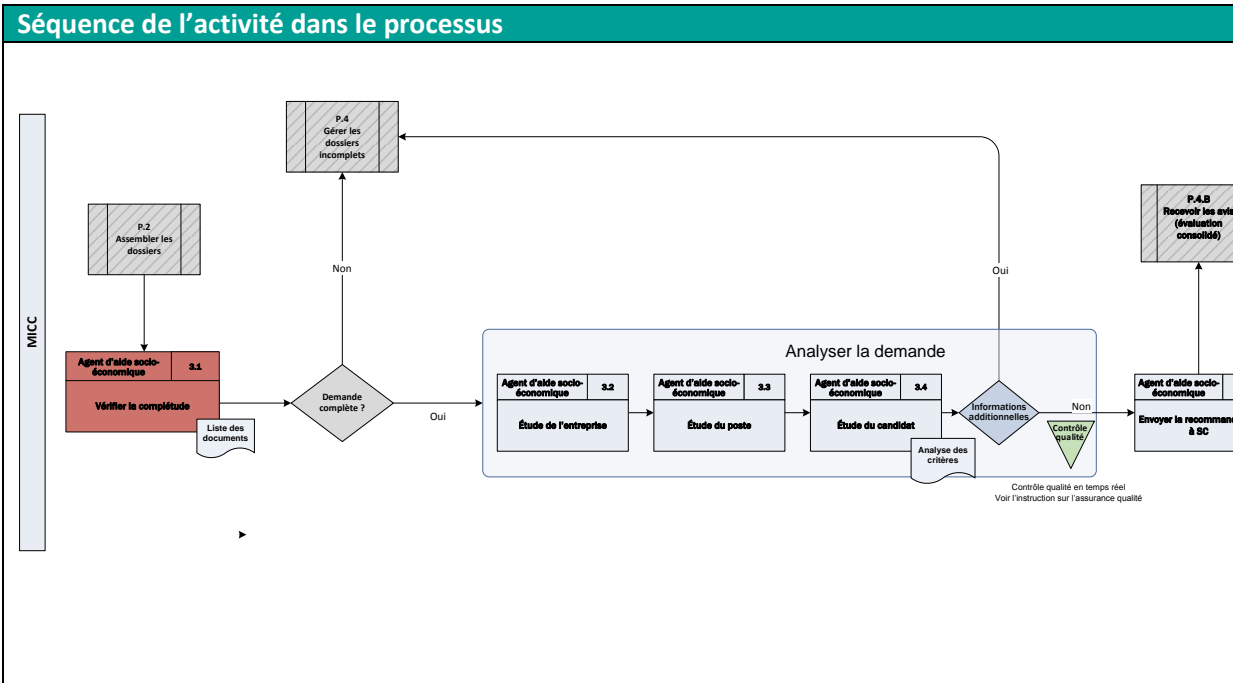 Séquence de l’activité dans le processus
MICC
P.2
Assembler les
dossiers
P.4
Gérer les
dossiers
incomplets
Non
Agent d'aide socio-
économique
3.1
Vérifier la complétude
Liste des
documents
Demande
complète ?
Oui
Analyser la demande
Agent d'aide socio-
économique
3.2
Étude de l'entreprise
Agent d'aide socio-
économique
3.3
Étude du poste
Agent d'aide socio-
économique
3.4
Étude du candidat
Analyse des
critères
Informations
additionnelles
Oui
Non
Contrôle
qualité
Contrôle qualité en temps réel
Voir l'instruction sur l'assurance qualité
P.4.B
Recevoir les avis
(évaluation
consolidé)
Agent d'aide socio-
économique
Envoyer la
à SC